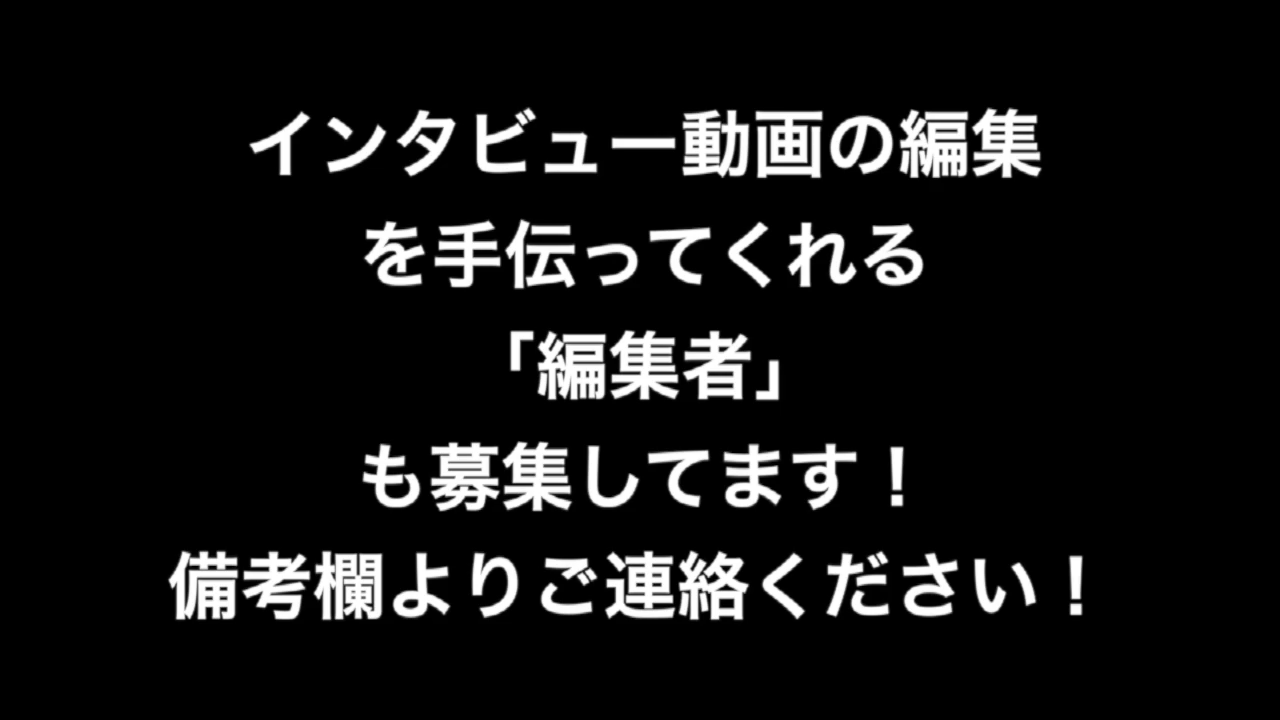 インタビュー動画の編集
を手伝ってくれる
「編集者」
も募集してます！
備考欄よりご連絡ください！